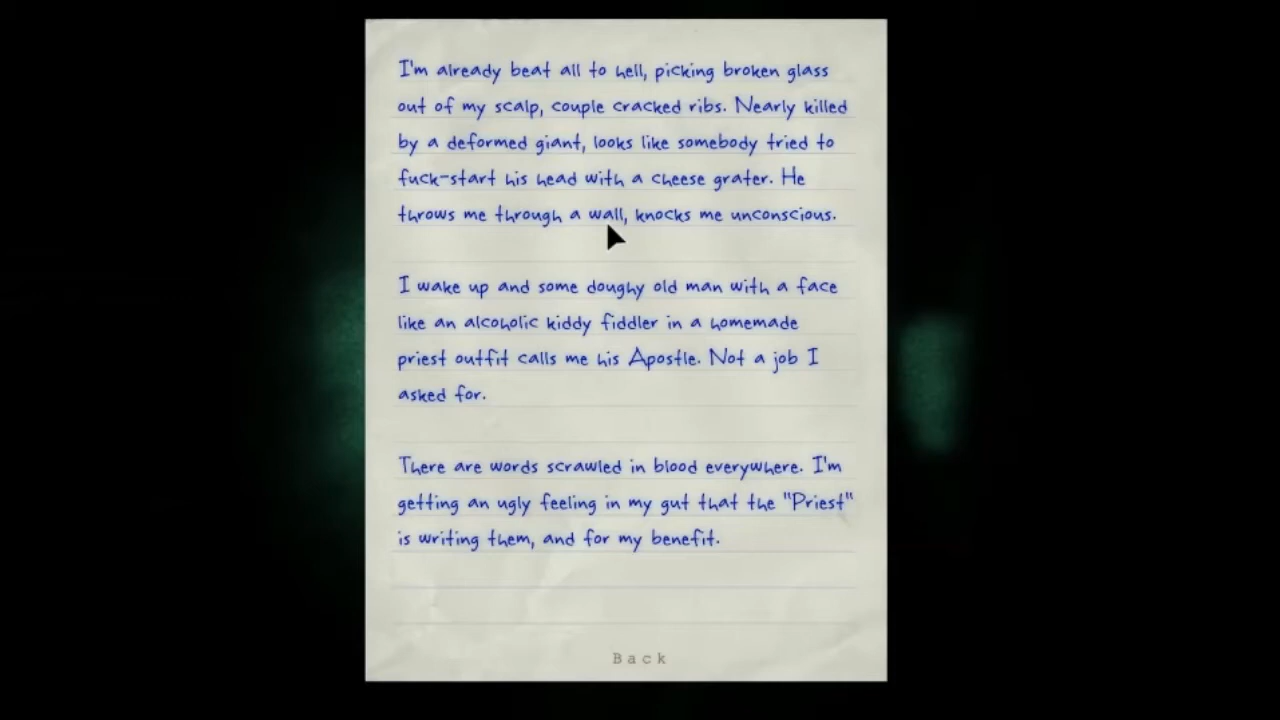 I'm already beat all to hell, picking broken glass
out of my scalp, couple cracked ribs. Nearly killed
by a deformed giant, looks like somebody tried to
fuck-start his head with a cheese grater. He
throws me through a wall, knocks me unconscious.
I wake up and some doughy old man with a face
like an alcoholic kiddy fiddler in a homemade
priest outfit calls me his Apostle. Not a job I
asked for.
There are words scrawled in blood everywhere. I'm
getting an ugly feeling in my gut that the "Priest"
is writing them, and for my benefit.
Back